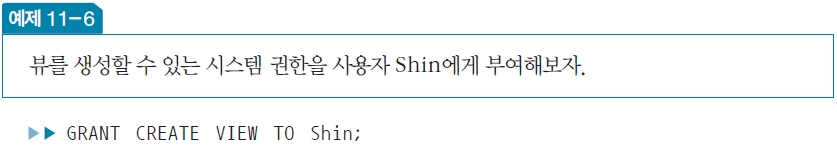 예제 11-6
뷰를 생성할 수 있는 시스템 권한을 사용자 Shin에게 부여해보자.
▶▶ GRANT CREATE VIEW TO Shin;